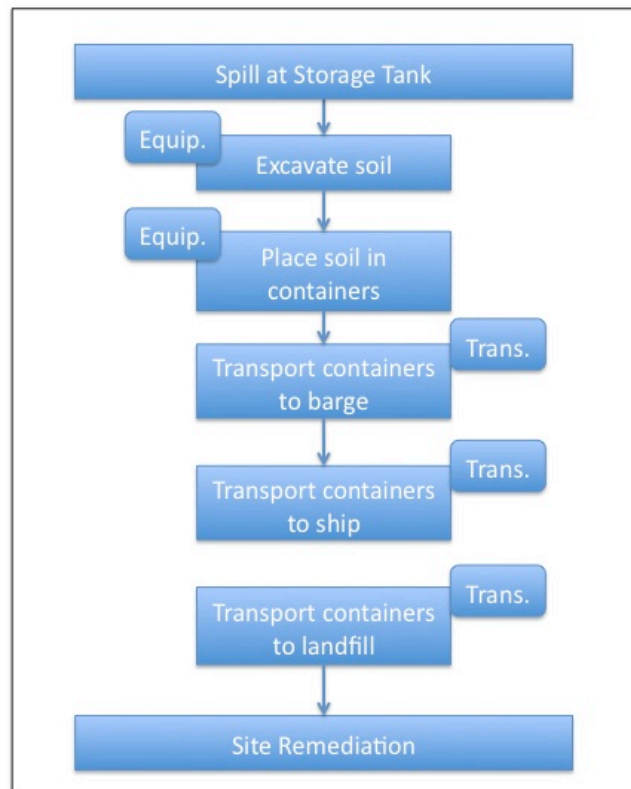 Spill at Storage Tank
Equip.
Excavate soil
Equip.
Place soil in
containers
Trans.
Transport containers
to barge
Trans.
Transport containers
to ship
Trans.
Transport containers
to landfill
Site Remediation